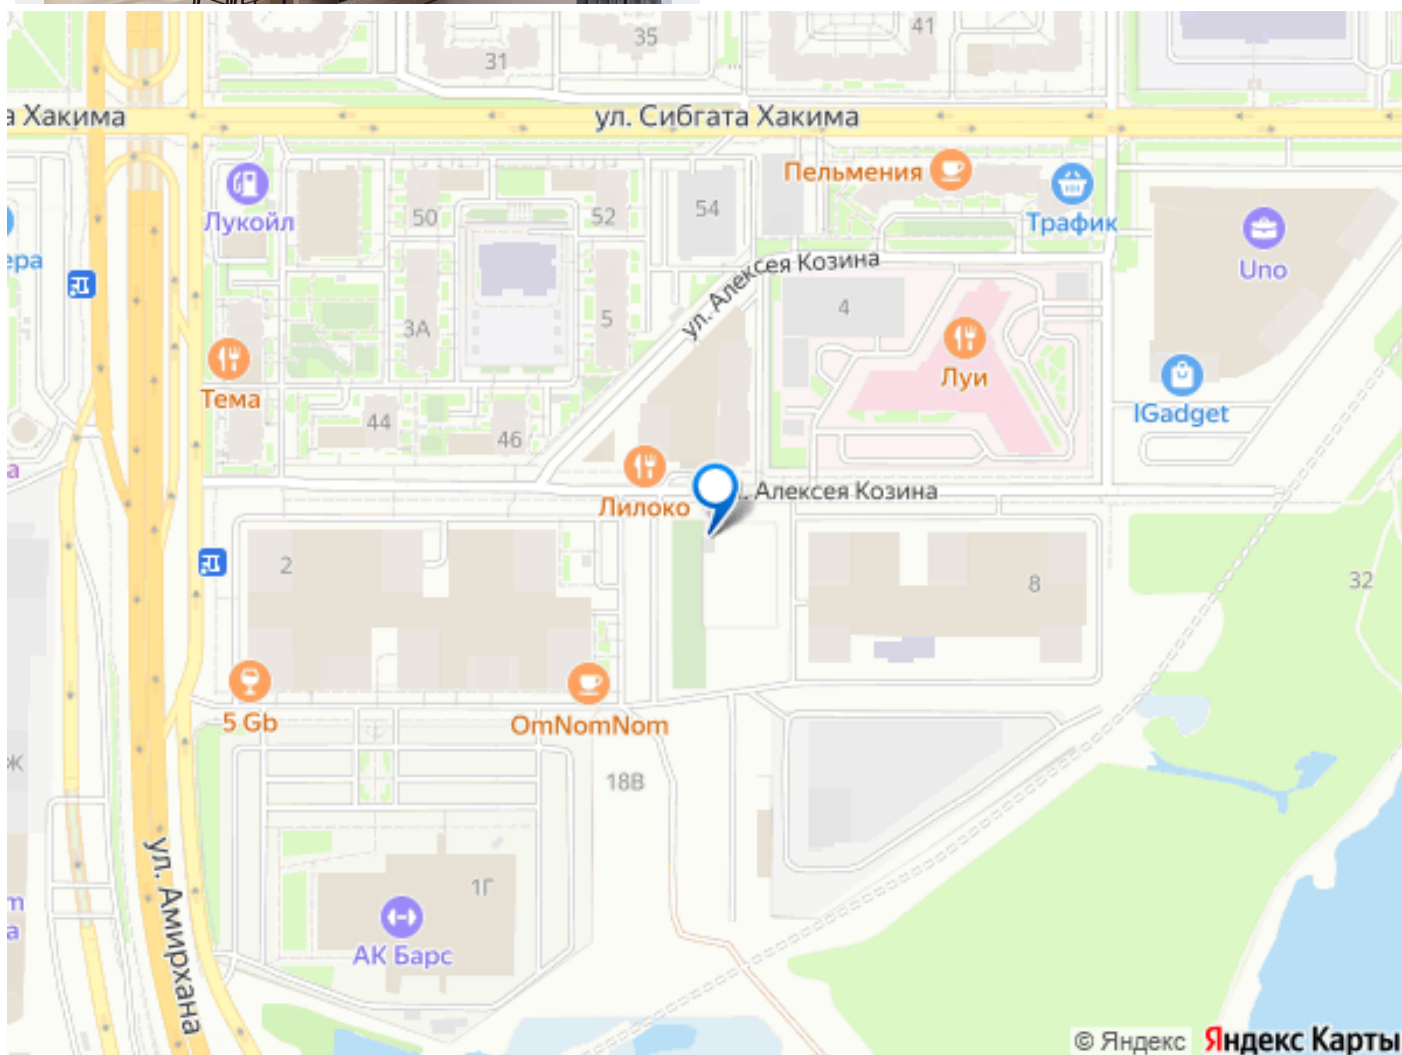 31
35
41
а Хакима
ул. Сибгата Хакима
Пельмения
Лукойл
50
52
54
Трафик
ера
Uno
ул. Алексея Козина
3А
5
4
Тема
Луи
IGadget
44
46
а
Лилоко
. Алексея Козина
2
8
32
5 Gb
OmNomNom
Ж
18В
ул. Амирхана
1Г
m
а
АК Барс
© Яндекс Яндекс Карты